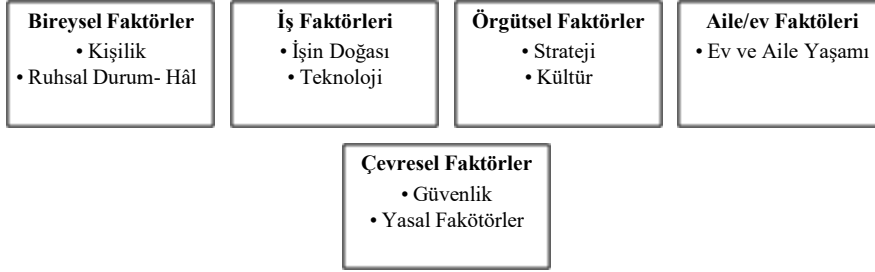 Bireysel Faktörler
• Kişilik
• Ruhsal Durum- Hâl
İş Faktörleri
• İşin Doğası
• Teknoloji
Örgütsel Faktörler
• Strateji
• Kültür
Aile/ev Faktöleri
• Ev ve Aile Yaşamı
Çevresel Faktörler
• Güvenlik
• Yasal Fakötörler